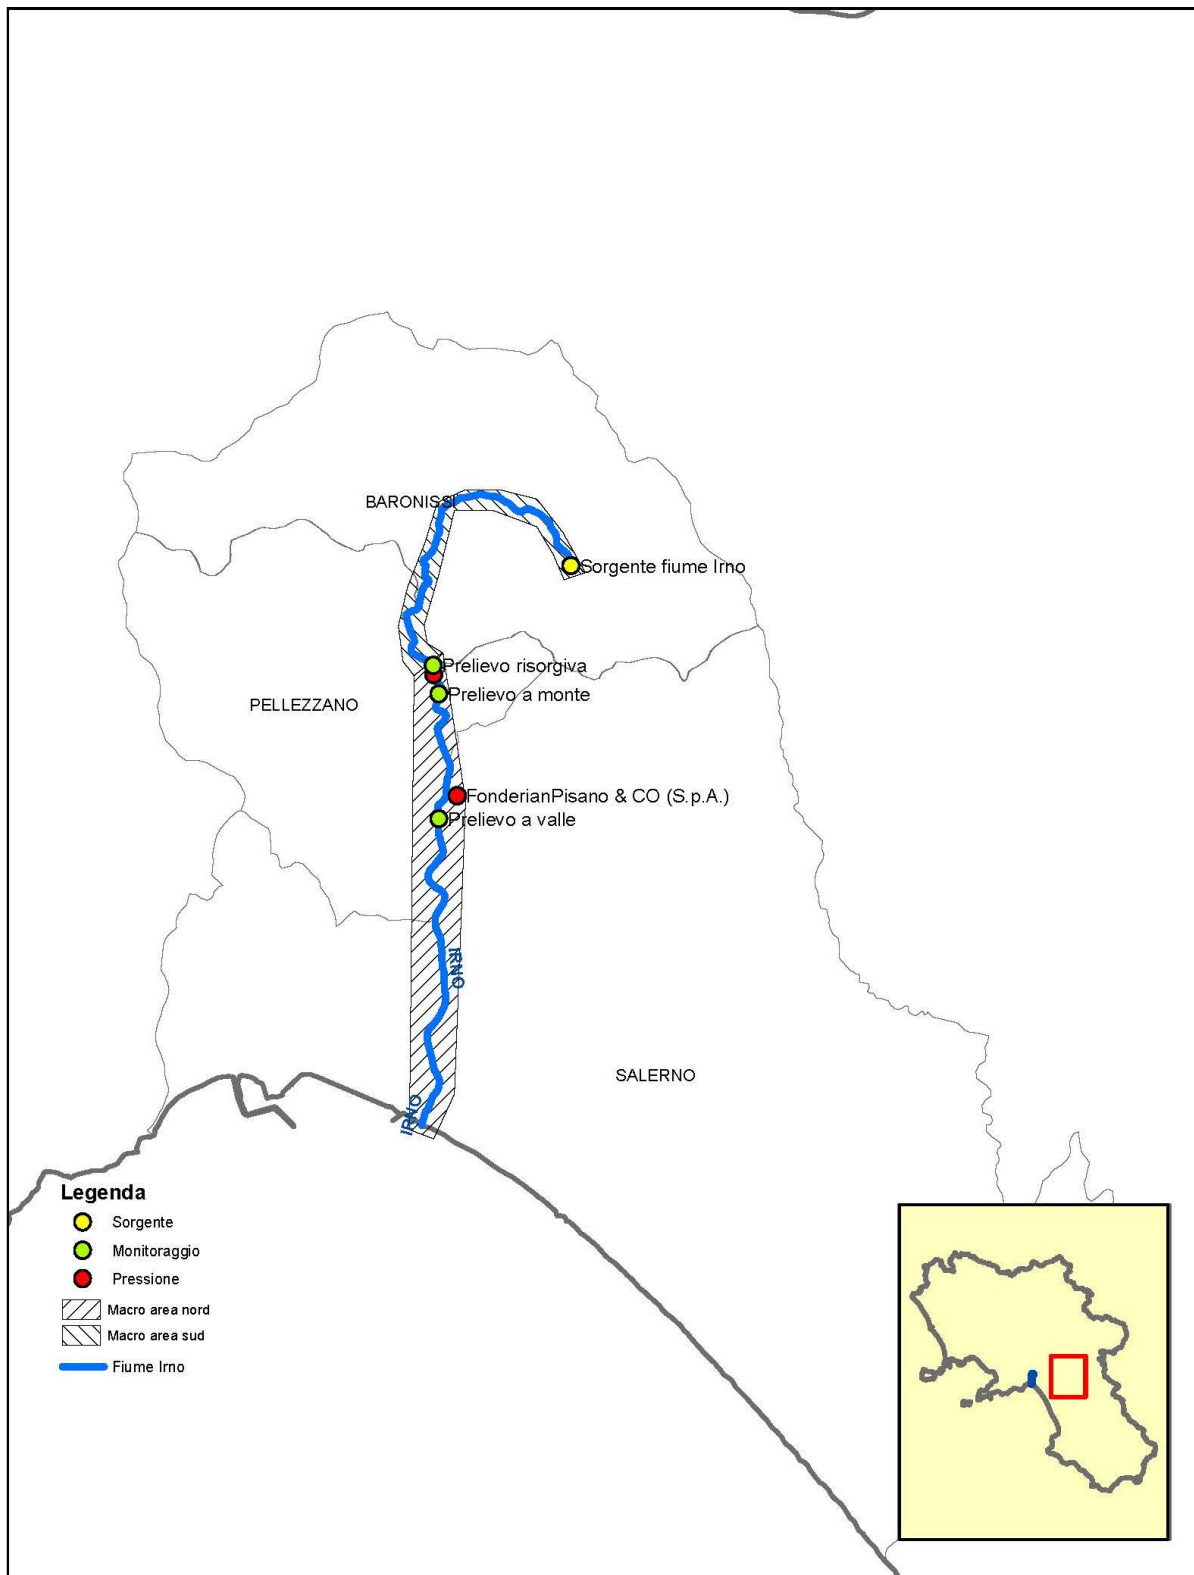 BARONISSI
Sorgente fiume Irno
Prelievo risorgiva
Prelievo a monte
PELLEZZANO
FonderianPisano & CO (S.p.A.)
Prelievo a valle
IRNO
SALERNO
IRNO
Legenda
Sorgente
Monitoraggio
Pressione
Macro area nord
Macro area sud
Fiume Irno